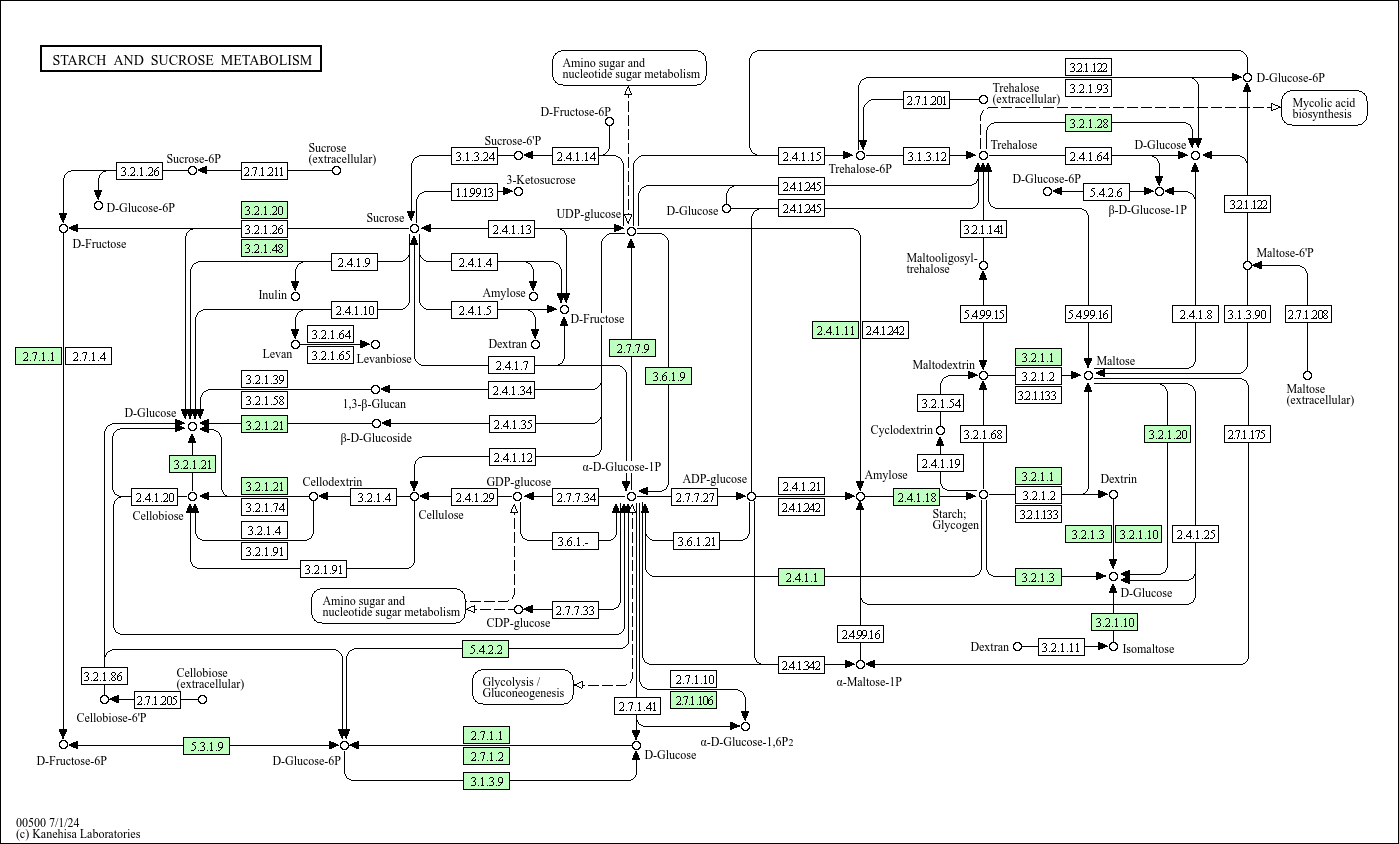 STARCH AND SUCROSE METABOLISM
Amino sugar and
nucleotide sugar metabolism
D-Fructose-6P
Sucrose-6'P
3.1.3.24
2.4.1.14
1.1.99.13
3-Ketosucrose
UDP-glucose
Sucrose
(extracellular)
Sucrose-6P
3.2.1.26
2.7.1.211
D-Glucose-6P
3.2.1.20
3.2.1.26
3.2.1.48
Sucrose
2.4.1.13
D-Fructose
2.4.1.9
2.4.1.4
Inulin
Amylose
2.4.1.10
2.4.1.5
D-Fructose
3.2.1.64
3.2.1.65
Levan
Levanbiose
Dextran
2.4.1.7
2.7.1.1
2.7.1.4
2.7.7.9
3.6.1.9
3.2.1.39
3.2.1.58
1,3-β-Glucan
2.4.1.34
D-Glucose
3.2.1.21
β-D-Glucoside
2.4.1.35
3.2.1.21
2.4.1.12
α-D-Glucose-1P
2.4.1.20
Cellobiose
3.2.1.21
3.2.1.74
3.2.1.4
3.2.1.91
Cellodextrin
3.2.1.4
Cellulose
2.4.1.29
GDP-glucose
2.7.7.34
3.6.1.-
3.2.1.91
Amino sugar and
nucleotide sugar metabolism
2.7.7.33
CDP-glucose
5.4.2.2
Glycolysis /
Gluconeogenesis
3.2.1.86
Cellobiose
(extracellular)
2.7.1.205
Cellobiose-6'P
D-Fructose-6P
5.3.1.9
D-Glucose-6P
2.7.1.1
2.7.1.2
3.1.3.9
D-Glucose
2.7.1.41
2.7.1.10
2.7.1.106
α-D-Glucose-1,6P2
3.2.1.122
3.2.1.93
D-Glucose-6P
2.7.1.201
Trehalose
(extracellular)
Mycolic acid
biosynthesis
3.2.1.28
2.4.1.15
Trehalose-6P
3.1.3.12
Trehalose
2.4.1.64
D-Glucose
2.4.1.245
D-Glucose
2.4.1.245
D-Glucose-6P
5.4.2.6
β-D-Glucose-1P
3.2.1.122
3.2.1.141
Maltooligosyl-
trehalose
Maltose-6'P
2.4.1.11
2.4.1.242
5.4.99.15
5.4.99.16
2.4.1.8
3.1.3.90
2.7.1.208
Maltodextrin
3.2.1.1
3.2.1.2
3.2.1.133
Maltose
Maltose
(extracellular)
3.2.1.54
Cyclodextrin
3.2.1.68
3.2.1.20
2.7.1.175
2.4.1.19
ADP-glucose
2.7.7.27
2.4.1.21
2.4.1.242
Amylose
2.4.1.18
Starch;
Glycogen
3.2.1.1
3.2.1.2
3.2.1.133
Dextrin
3.6.1.21
3.2.1.3
3.2.1.10
2.4.1.25
2.4.1.1
3.2.1.3
D-Glucose
3.2.1.10
2.4.99.16
Dextran
3.2.1.11
Isomaltose
2.4.1.342
α-Maltose-1P
00500 7/1/24
(c) Kanehisa Laboratories